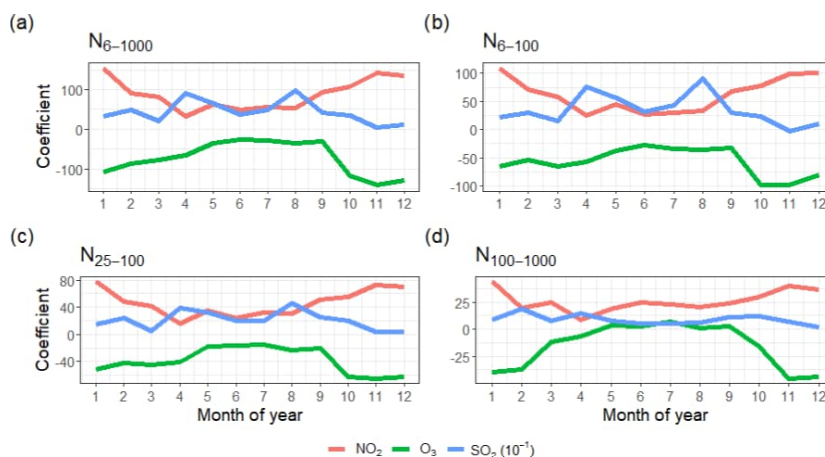 (a)
N6–1000
Coefficient
100
0
-100
1 2 3 4 5 6 7 8 9 10 11 12
(b)
N6–100
100
50
0
-50
-100
1 2 3 4 5 6 7 8 9 10 11 12
(c)
N25–100
Coefficient
80
40
0
-40
1 2 3 4 5 6 7 8 9 10 11 12
Month of year
(d)
N100–1000
25
0
-25
1 2 3 4 5 6 7 8 9 10 11 12
Month of year
NO2 O3 SO2 (10⁻¹)